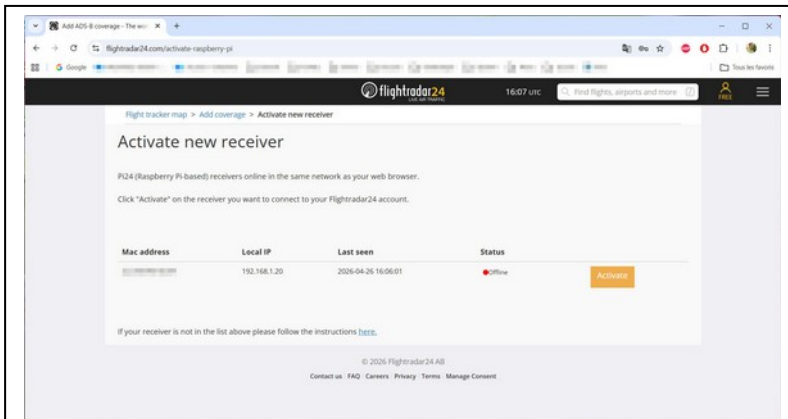 Add ADS-B coverage - The wor
flightradar24.com/activate-raspberry-pi
Google
Tous les favoris
flightradar24
LIVE AIR TRAFFIC
16:07 UTC
Find flights, airports and more
FREE
Flight tracker map > Add coverage > Activate new receiver
Activate new receiver
Pi24 (Raspberry Pi-based) receivers online in the same network as your web browser.
Click "Activate" on the receiver you want to connect to your Flightradar24 account.
Mac address Local IP Last seen Status
192.168.1.20 2026-04-26 16:06:01 Offline Activate
If your receiver is not in the list above please follow the instructions here.
© 2026 Flightradar24 AB
Contact us FAQ Careers Privacy Terms Manage Consent